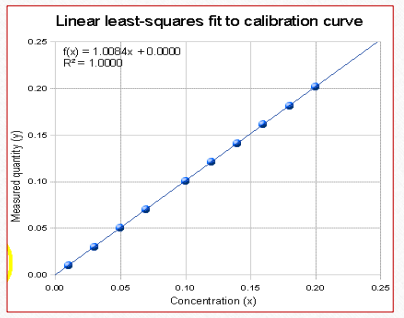 Linear least-squares fit to calibration curve
f(x) = 1.0084x + 0.0000
R² = 1.0000
0.25
0.20
0.15
0.10
0.05
0.00
Measured quantity (y)
0.00 0.05 0.10 0.15 0.20 0.25
Concentration (x)